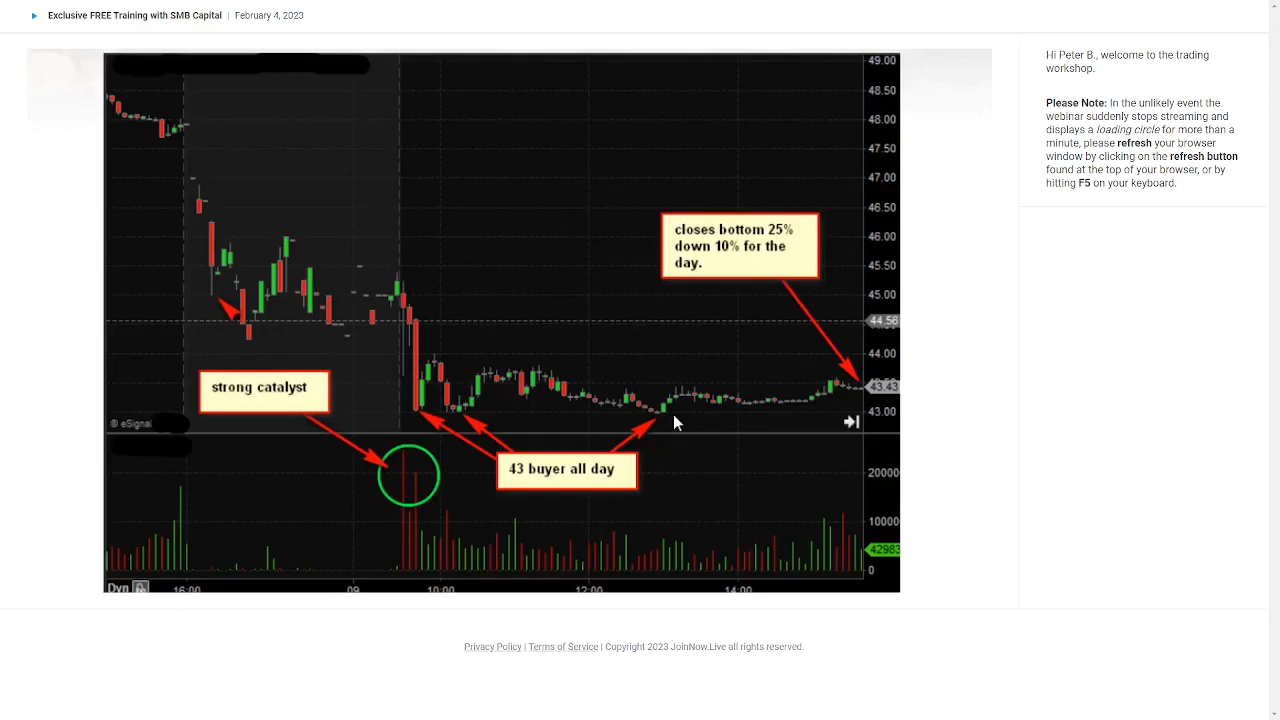 Exclusive FREE Training with SMB Capital | February 4, 2023
Hi Peter B., welcome to the trading
workshop.
Please Note: In the unlikely event the
webinar suddenly stops streaming and
displays a loading circle for more than a
minute, please refresh your browser
window by clicking on the refresh button
found at the top of your browser, or by
hitting F5 on your keyboard.
49.00
48.50
48.00
47.50
47.00
46.50
46.00
45.50
45.00
44.56
44.00
43.43
43.00
closes bottom 25%
down 10% for the
day.
strong catalyst
43 buyer all day
© eSignal
20000
10000
42983
0
Dyn
16:00
09
10:00
12:00
14:00
Privacy Policy | Terms of Service | Copyright 2023 JoinNow.Live all rights reserved.